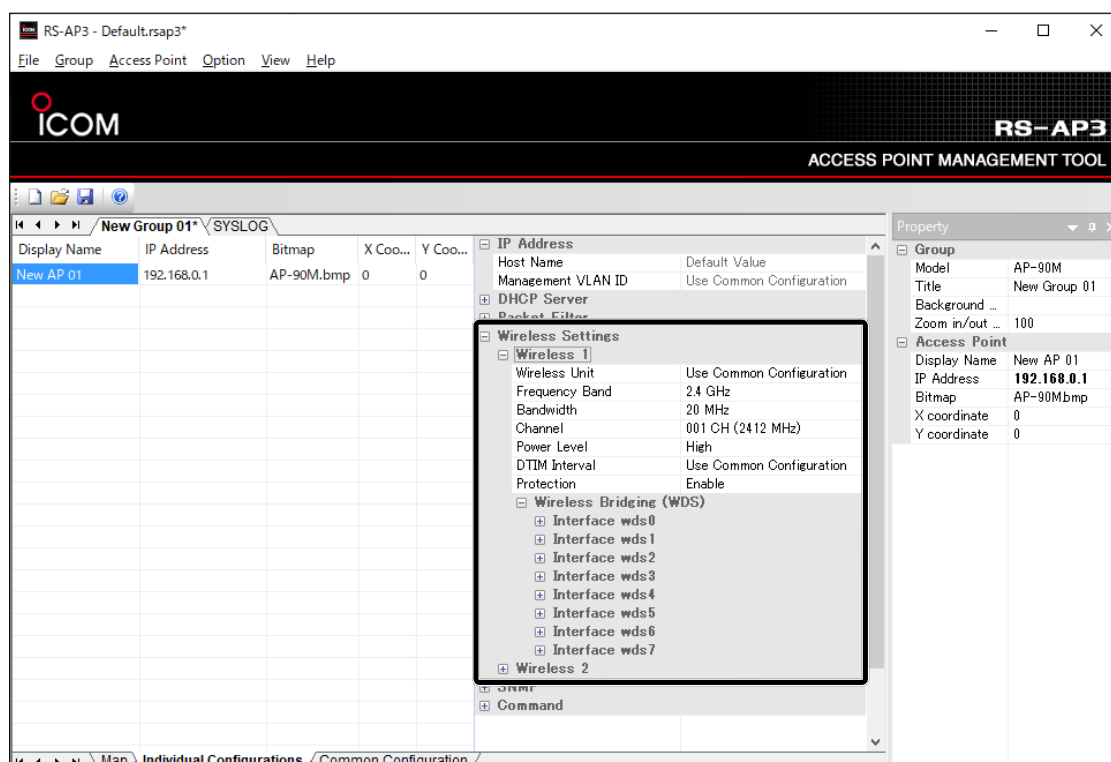 RS-AP3 - Default.rsap3*
File Group Access Point Option View Help
ICOM
RS-AP3
ACCESS POINT MANAGEMENT TOOL
New Group 01* SYSLOG
Display Name IP Address Bitmap X Coo... Y Coo...
New AP 01 192.168.0.1 AP-90M.bmp 0 0
IP Address
Host Name Default Value
Management VLAN ID Use Common Configuration
DHCP Server
Packet Filter
Wireless Settings
Wireless 1
Wireless Unit Use Common Configuration
Frequency Band 2.4 GHz
Bandwidth 20 MHz
Channel 001 CH (2412 MHz)
Power Level High
DTIM Interval Use Common Configuration
Protection Enable
Wireless Bridging (WDS)
Interface wds0
Interface wds1
Interface wds2
Interface wds3
Interface wds4
Interface wds5
Interface wds6
Interface wds7
Wireless 2
SNMP
Command
Property
Group
Model AP-90M
Title New Group 01
Background ...
Zoom in/out ... 100
Access Point
Display Name New AP 01
IP Address 192.168.0.1
Bitmap AP-90M.bmp
X coordinate 0
Y coordinate 0
Map Individual Configurations Common Configuration